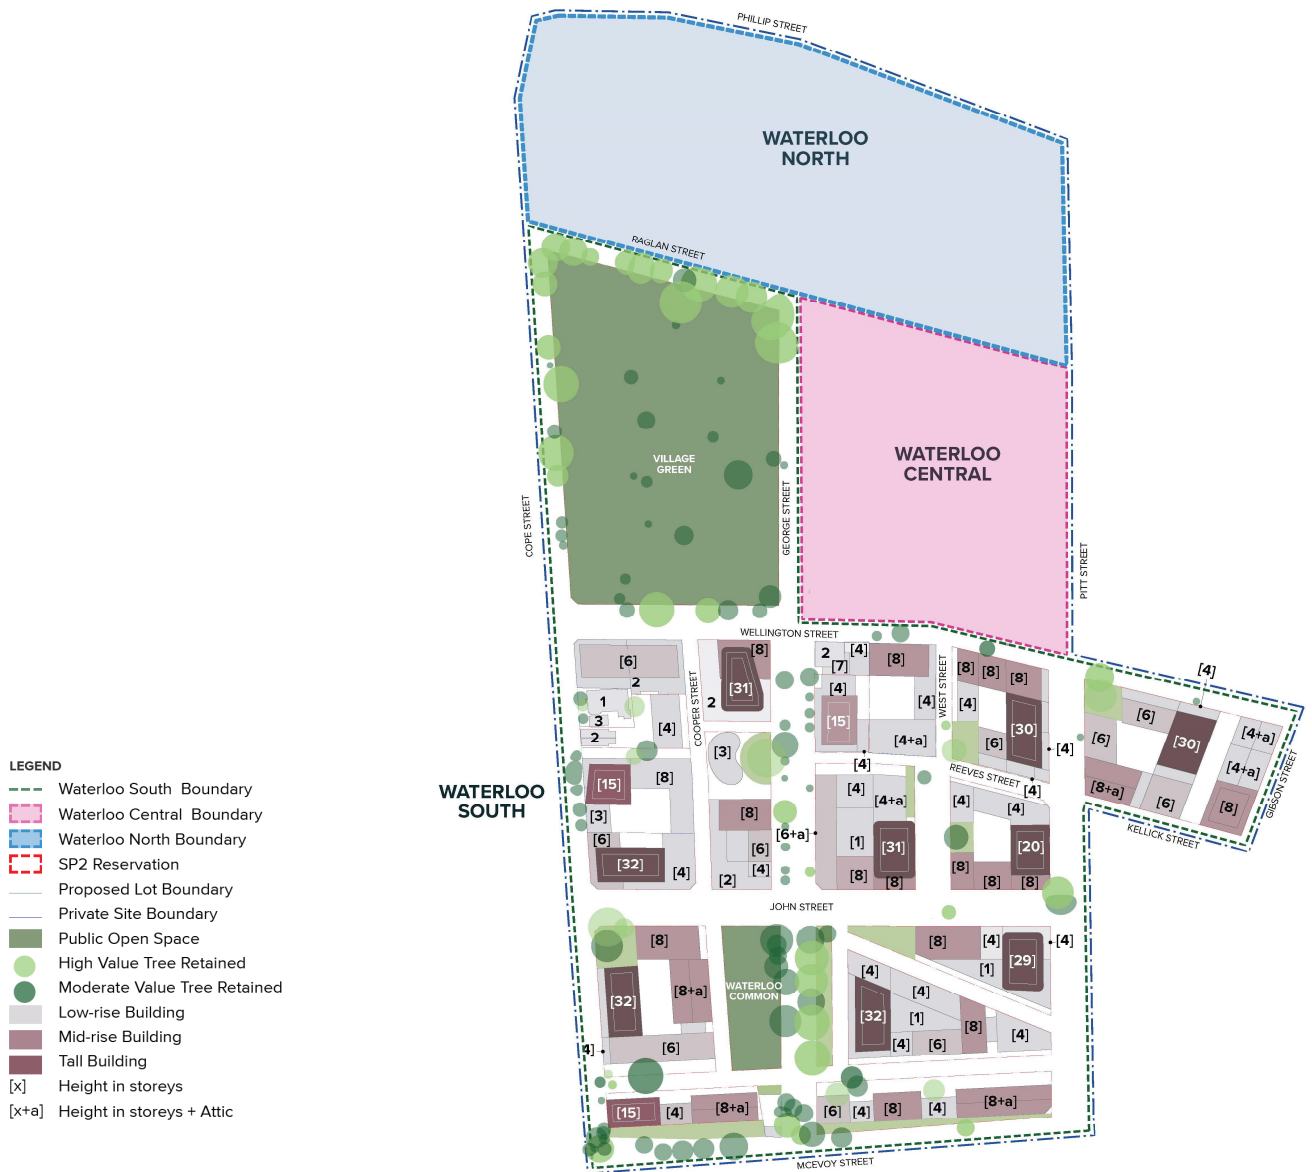 PHILLIP STREET
WATERLOO
NORTH
RAGLAN STREET
VILLAGE
GREEN
WATERLOO
CENTRAL
COPE STREET
GEORGE STREET
PITT STREET
WELLINGTON STREET
[6]
2
1
3
2
[4]
COOPER STREET
[8]
[31]
2
[3]
2
[4]
[7]
[8]
[4]
[15]
[4]
[4+a]
[4]
WEST STREET
[8]
[8]
[8]
[4]
[30]
[6]
[4]
[4]
REEVES STREET
[4]
[6]
[6]
[30]
[4+a]
[4+a]
[8+a]
[6]
[8]
GIBSON STREET
KELLICK STREET
WATERLOO
SOUTH
[15]
[8]
[3]
[6]
[32]
[4]
[8]
[6]
[4]
[2]
[6+a]
[4]
[4+a]
[1]
[31]
[8]
[8]
[4]
[4]
[20]
[8]
[8]
[8]
JOHN STREET
[8]
[32]
[8+a]
[6]
4]
WATERLOO
COMMON
[8]
[4]
[29]
[4]
[1]
[4]
[4]
[32]
[1]
[8]
[4]
[4]
[6]
[15]
[4]
[8+a]
[6]
[4]
[8]
[4]
[8+a]
MCEVOY STREET
LEGEND
Waterloo South Boundary
Waterloo Central Boundary
Waterloo North Boundary
SP2 Reservation
Proposed Lot Boundary
Private Site Boundary
Public Open Space
High Value Tree Retained
Moderate Value Tree Retained
Low-rise Building
Mid-rise Building
Tall Building
[x] Height in storeys
[x+a] Height in storeys + Attic